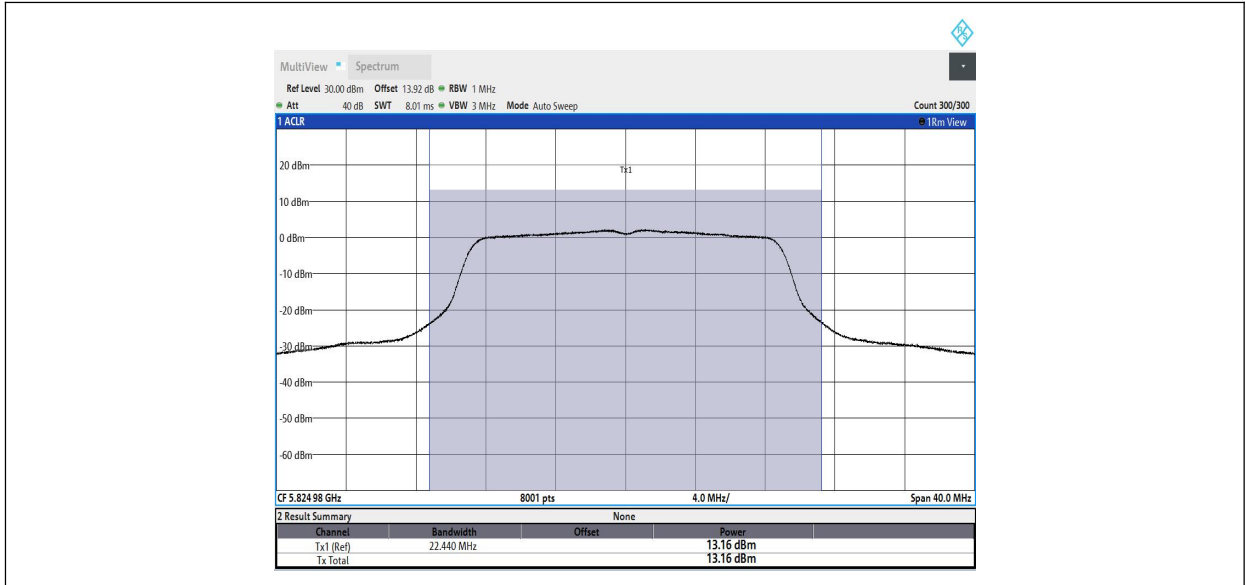 R S
MultiView Spectrum
Ref Level 30.00 dBm Offset 13.92 dB RBW 1 MHz
Att 40 dB SWT 8.01 ms VBW 3 MHz Mode Auto Sweep Count 300/300
1 ACLR 1Rm View
20 dBm
Tx1
10 dBm
0 dBm
-10 dBm
-20 dBm
-30 dBm
-40 dBm
-50 dBm
-60 dBm
CF 5.824 98 GHz 8001 pts 4.0 MHz/ Span 40.0 MHz
2 Result Summary None
Channel Bandwidth Offset Power
Tx1 (Ref) 22.440 MHz 13.16 dBm
Tx Total 13.16 dBm